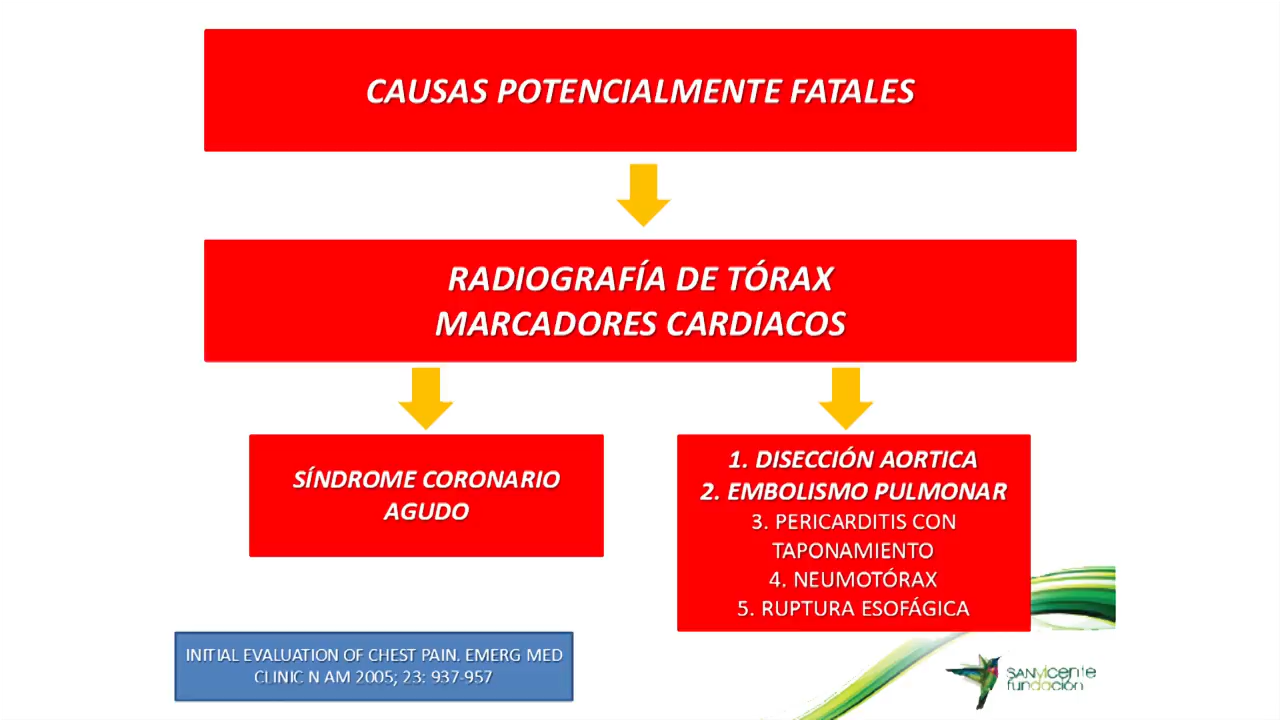 CAUSAS POTENCIALMENTE FATALES
RADIOGRAFÍA DE TÓRAX
MARCADORES CARDIACOS
SÍNDROME CORONARIO
AGUDO
1. DISECCIÓN AORTICA
2. EMBOLISMO PULMONAR
3. PERICARDITIS CON
TAPONAMIENTO
4. NEUMOTÓRAX
5. RUPTURA ESOFÁGICA
INITIAL EVALUATION OF CHEST PAIN. EMERG MED
CLINIC N AM 2005; 23: 937-957
SANVICENTE
fundación